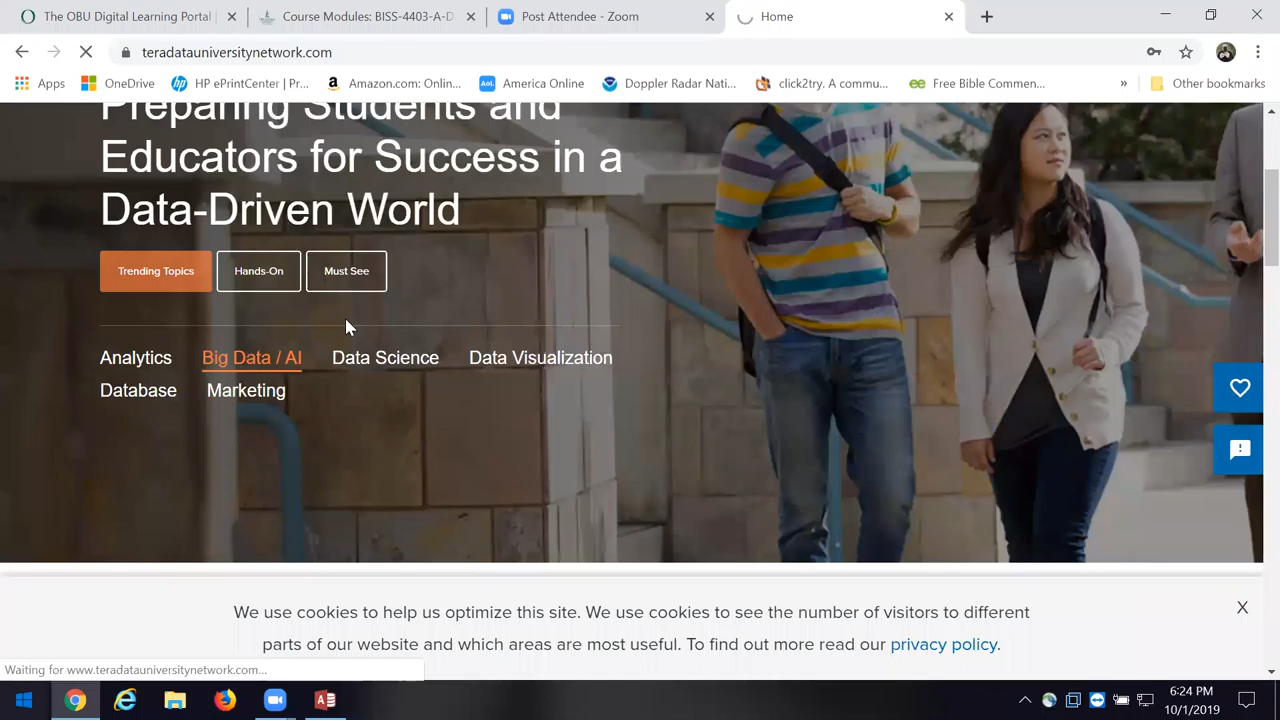 The OBU Digital Learning Portal
Course Modules: BISS-4403-A-D
Post Attendee - Zoom
Home
teradatauniversitynetwork.com
Apps
OneDrive
HP ePrintCenter | Pr...
Amazon.com: Onlin...
Aol.
America Online
Doppler Radar Nati...
click2try. A commu...
Free Bible Commen...
»
Other bookmarks
Preparing Students and
Educators for Success in a
Data-Driven World
Trending Topics
Hands-On
Must See
Analytics
Big Data / AI
Data Science
Data Visualization
Database
Marketing
We use cookies to help us optimize this site. We use cookies to see the number of visitors to different
parts of our website and which areas are most useful. To find out more read our privacy policy.
X
Waiting for www.teradatauniversitynetwork.com...
6:24 PM
10/1/2019